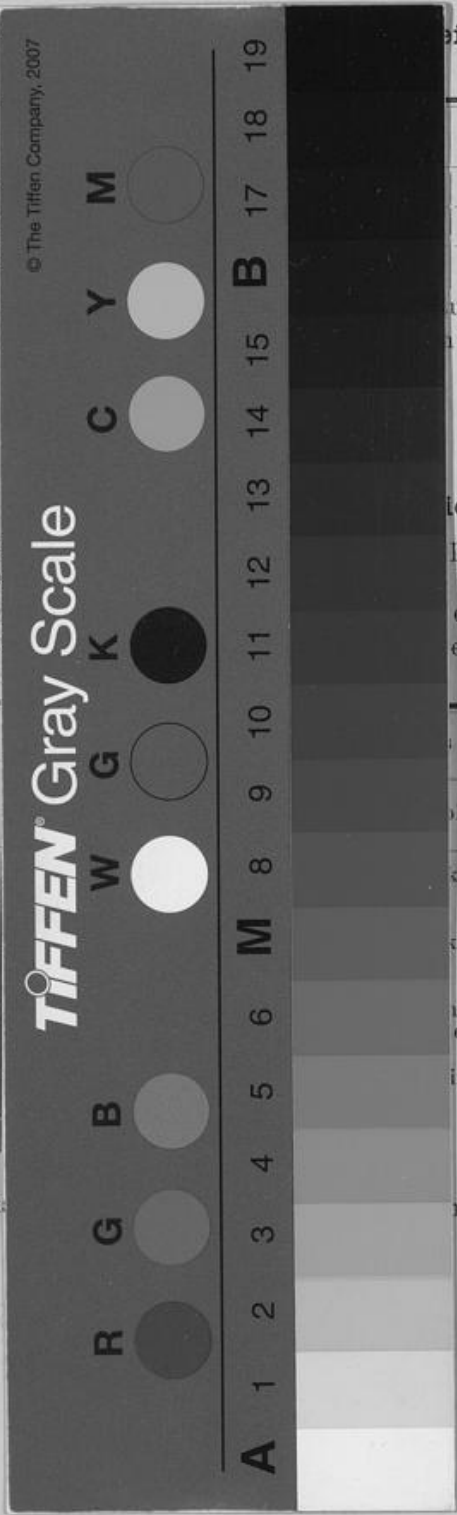 TIFFEN® Gray Scale
© The Tiffen Company, 2007
R G B W G K C Y M
A 1 2 3 4 5 6 M 8 9 10 11 12 13 14 15 B 17 18 19